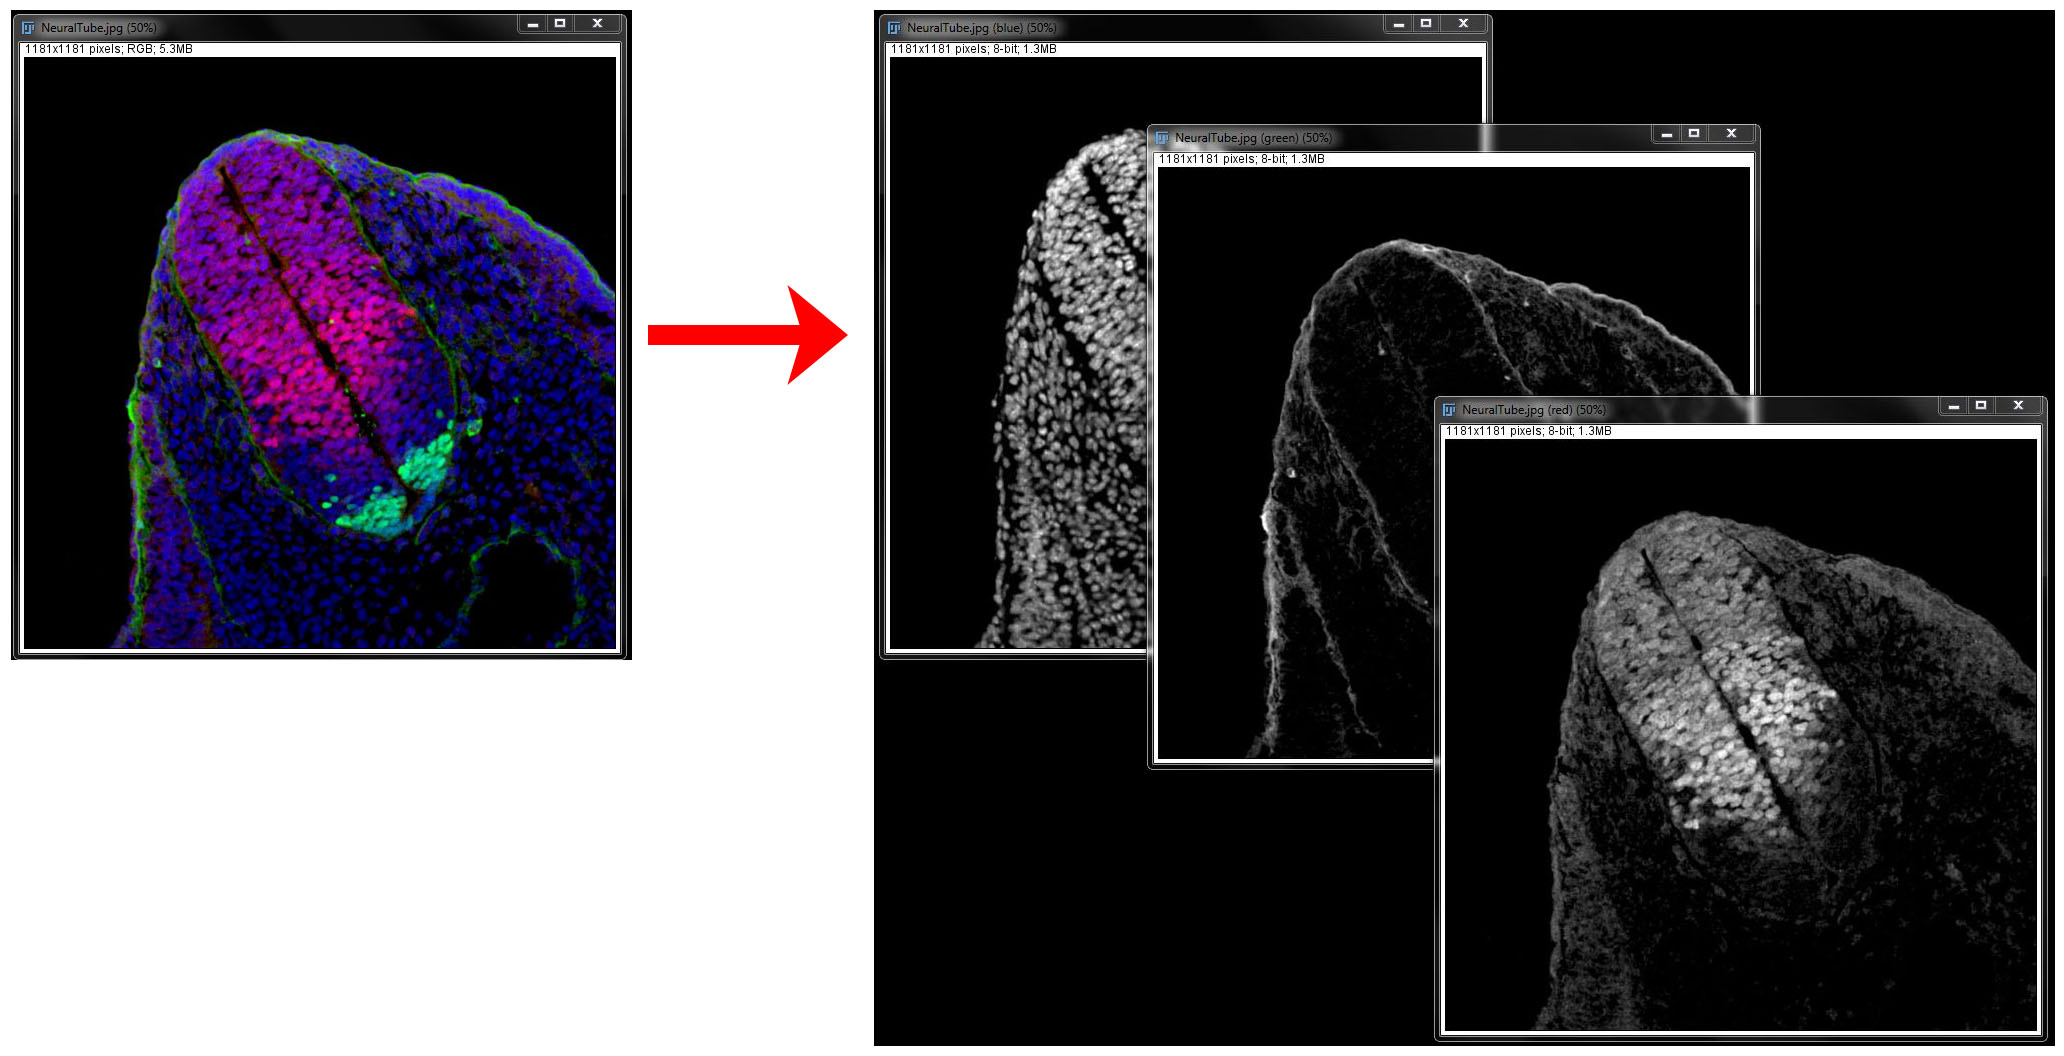 NeuralTube.jpg (50%)
1181x1181 pixels; RGB; 5.3MB
NeuralTube.jpg (blue) (50%)
1181x1181 pixels; 8-bit; 1.3MB
NeuralTube.jpg (green) (50%)
1181x1181 pixels; 8-bit; 1.3MB
NeuralTube.jpg (red) (50%)
1181x1181 pixels; 8-bit; 1.3MB